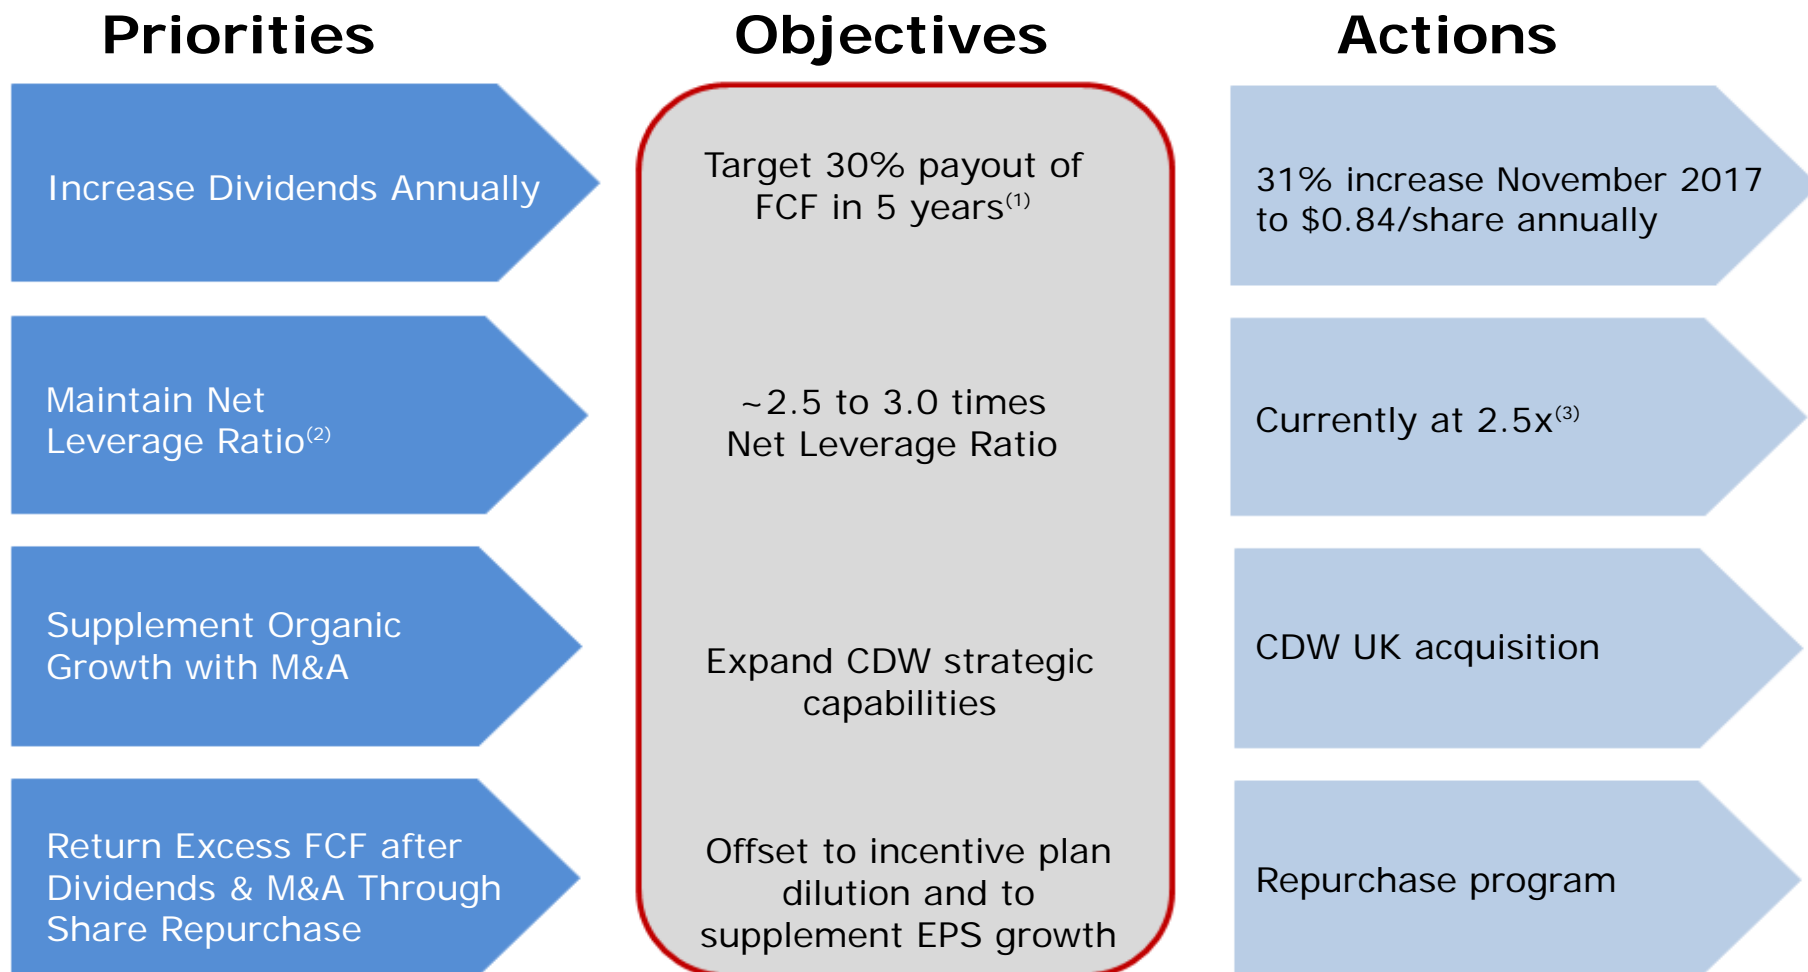 Priorities
Objectives
Actions
Increase Dividends Annually
Target 30% payout of
FCF in 5 years(1)
31% increase November 2017
to $0.84/share annually
Maintain Net
Leverage Ratio(2)
~2.5 to 3.0 times
Net Leverage Ratio
Currently at 2.5x(3)
Supplement Organic
Growth with M&A
Expand CDW strategic
capabilities
CDW UK acquisition
Return Excess FCF after
Dividends & M&A Through
Share Repurchase
Offset to incentive plan
dilution and to
supplement EPS growth
Repurchase program